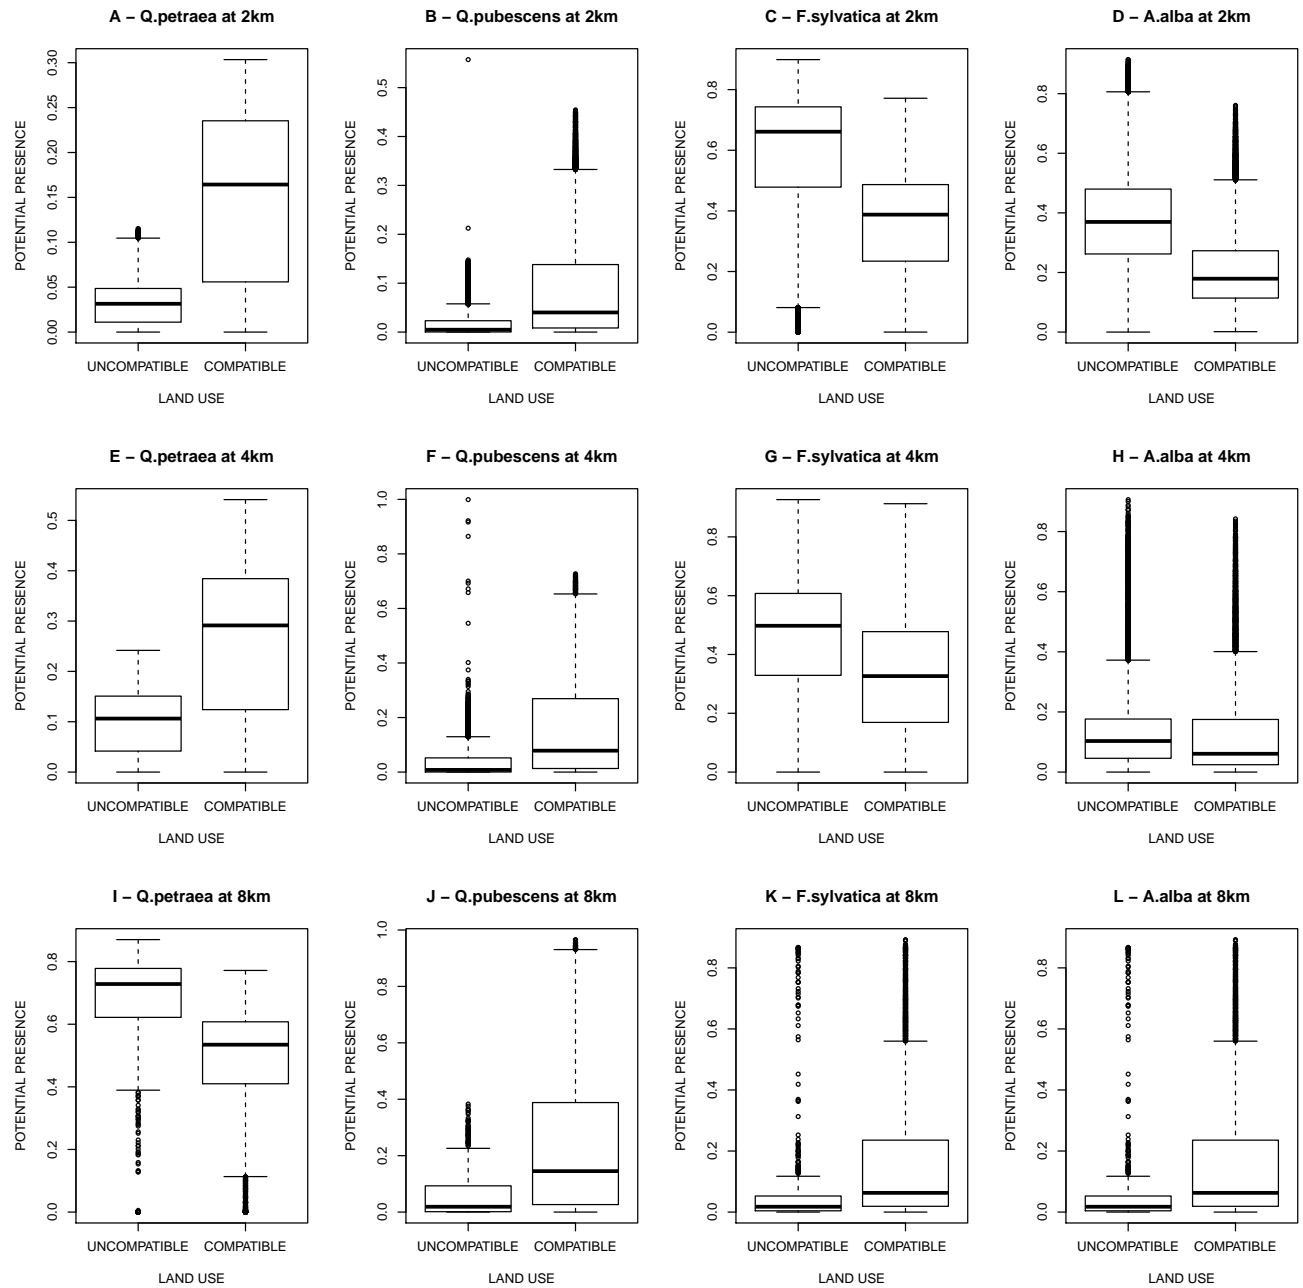 A – Q.petraea at 2km
B – Q.pubescens at 2km
C – F.sylvatica at 2km
D – A.alba at 2km
POTENTIAL PRESENCE
0.00 0.05 0.10 0.15 0.20 0.25 0.30
UNCOMPATIBLE COMPATIBLE
LAND USE
POTENTIAL PRESENCE
0.0 0.1 0.2 0.3 0.4 0.5
UNCOMPATIBLE COMPATIBLE
LAND USE
POTENTIAL PRESENCE
0.0 0.2 0.4 0.6 0.8
UNCOMPATIBLE COMPATIBLE
LAND USE
POTENTIAL PRESENCE
0.0 0.2 0.4 0.6 0.8
UNCOMPATIBLE COMPATIBLE
LAND USE
E – Q.petraea at 4km
F – Q.pubescens at 4km
G – F.sylvatica at 4km
H – A.alba at 4km
POTENTIAL PRESENCE
0.0 0.1 0.2 0.3 0.4 0.5
UNCOMPATIBLE COMPATIBLE
LAND USE
POTENTIAL PRESENCE
0.0 0.2 0.4 0.6 0.8 1.0
UNCOMPATIBLE COMPATIBLE
LAND USE
POTENTIAL PRESENCE
0.0 0.2 0.4 0.6 0.8
UNCOMPATIBLE COMPATIBLE
LAND USE
POTENTIAL PRESENCE
0.0 0.2 0.4 0.6 0.8
UNCOMPATIBLE COMPATIBLE
LAND USE
I – Q.petraea at 8km
J – Q.pubescens at 8km
K – F.sylvatica at 8km
L – A.alba at 8km
POTENTIAL PRESENCE
0.0 0.2 0.4 0.6 0.8
UNCOMPATIBLE COMPATIBLE
LAND USE
POTENTIAL PRESENCE
0.0 0.2 0.4 0.6 0.8 1.0
UNCOMPATIBLE COMPATIBLE
LAND USE
POTENTIAL PRESENCE
0.0 0.2 0.4 0.6 0.8
UNCOMPATIBLE COMPATIBLE
LAND USE
POTENTIAL PRESENCE
0.0 0.2 0.4 0.6 0.8
UNCOMPATIBLE COMPATIBLE
LAND USE